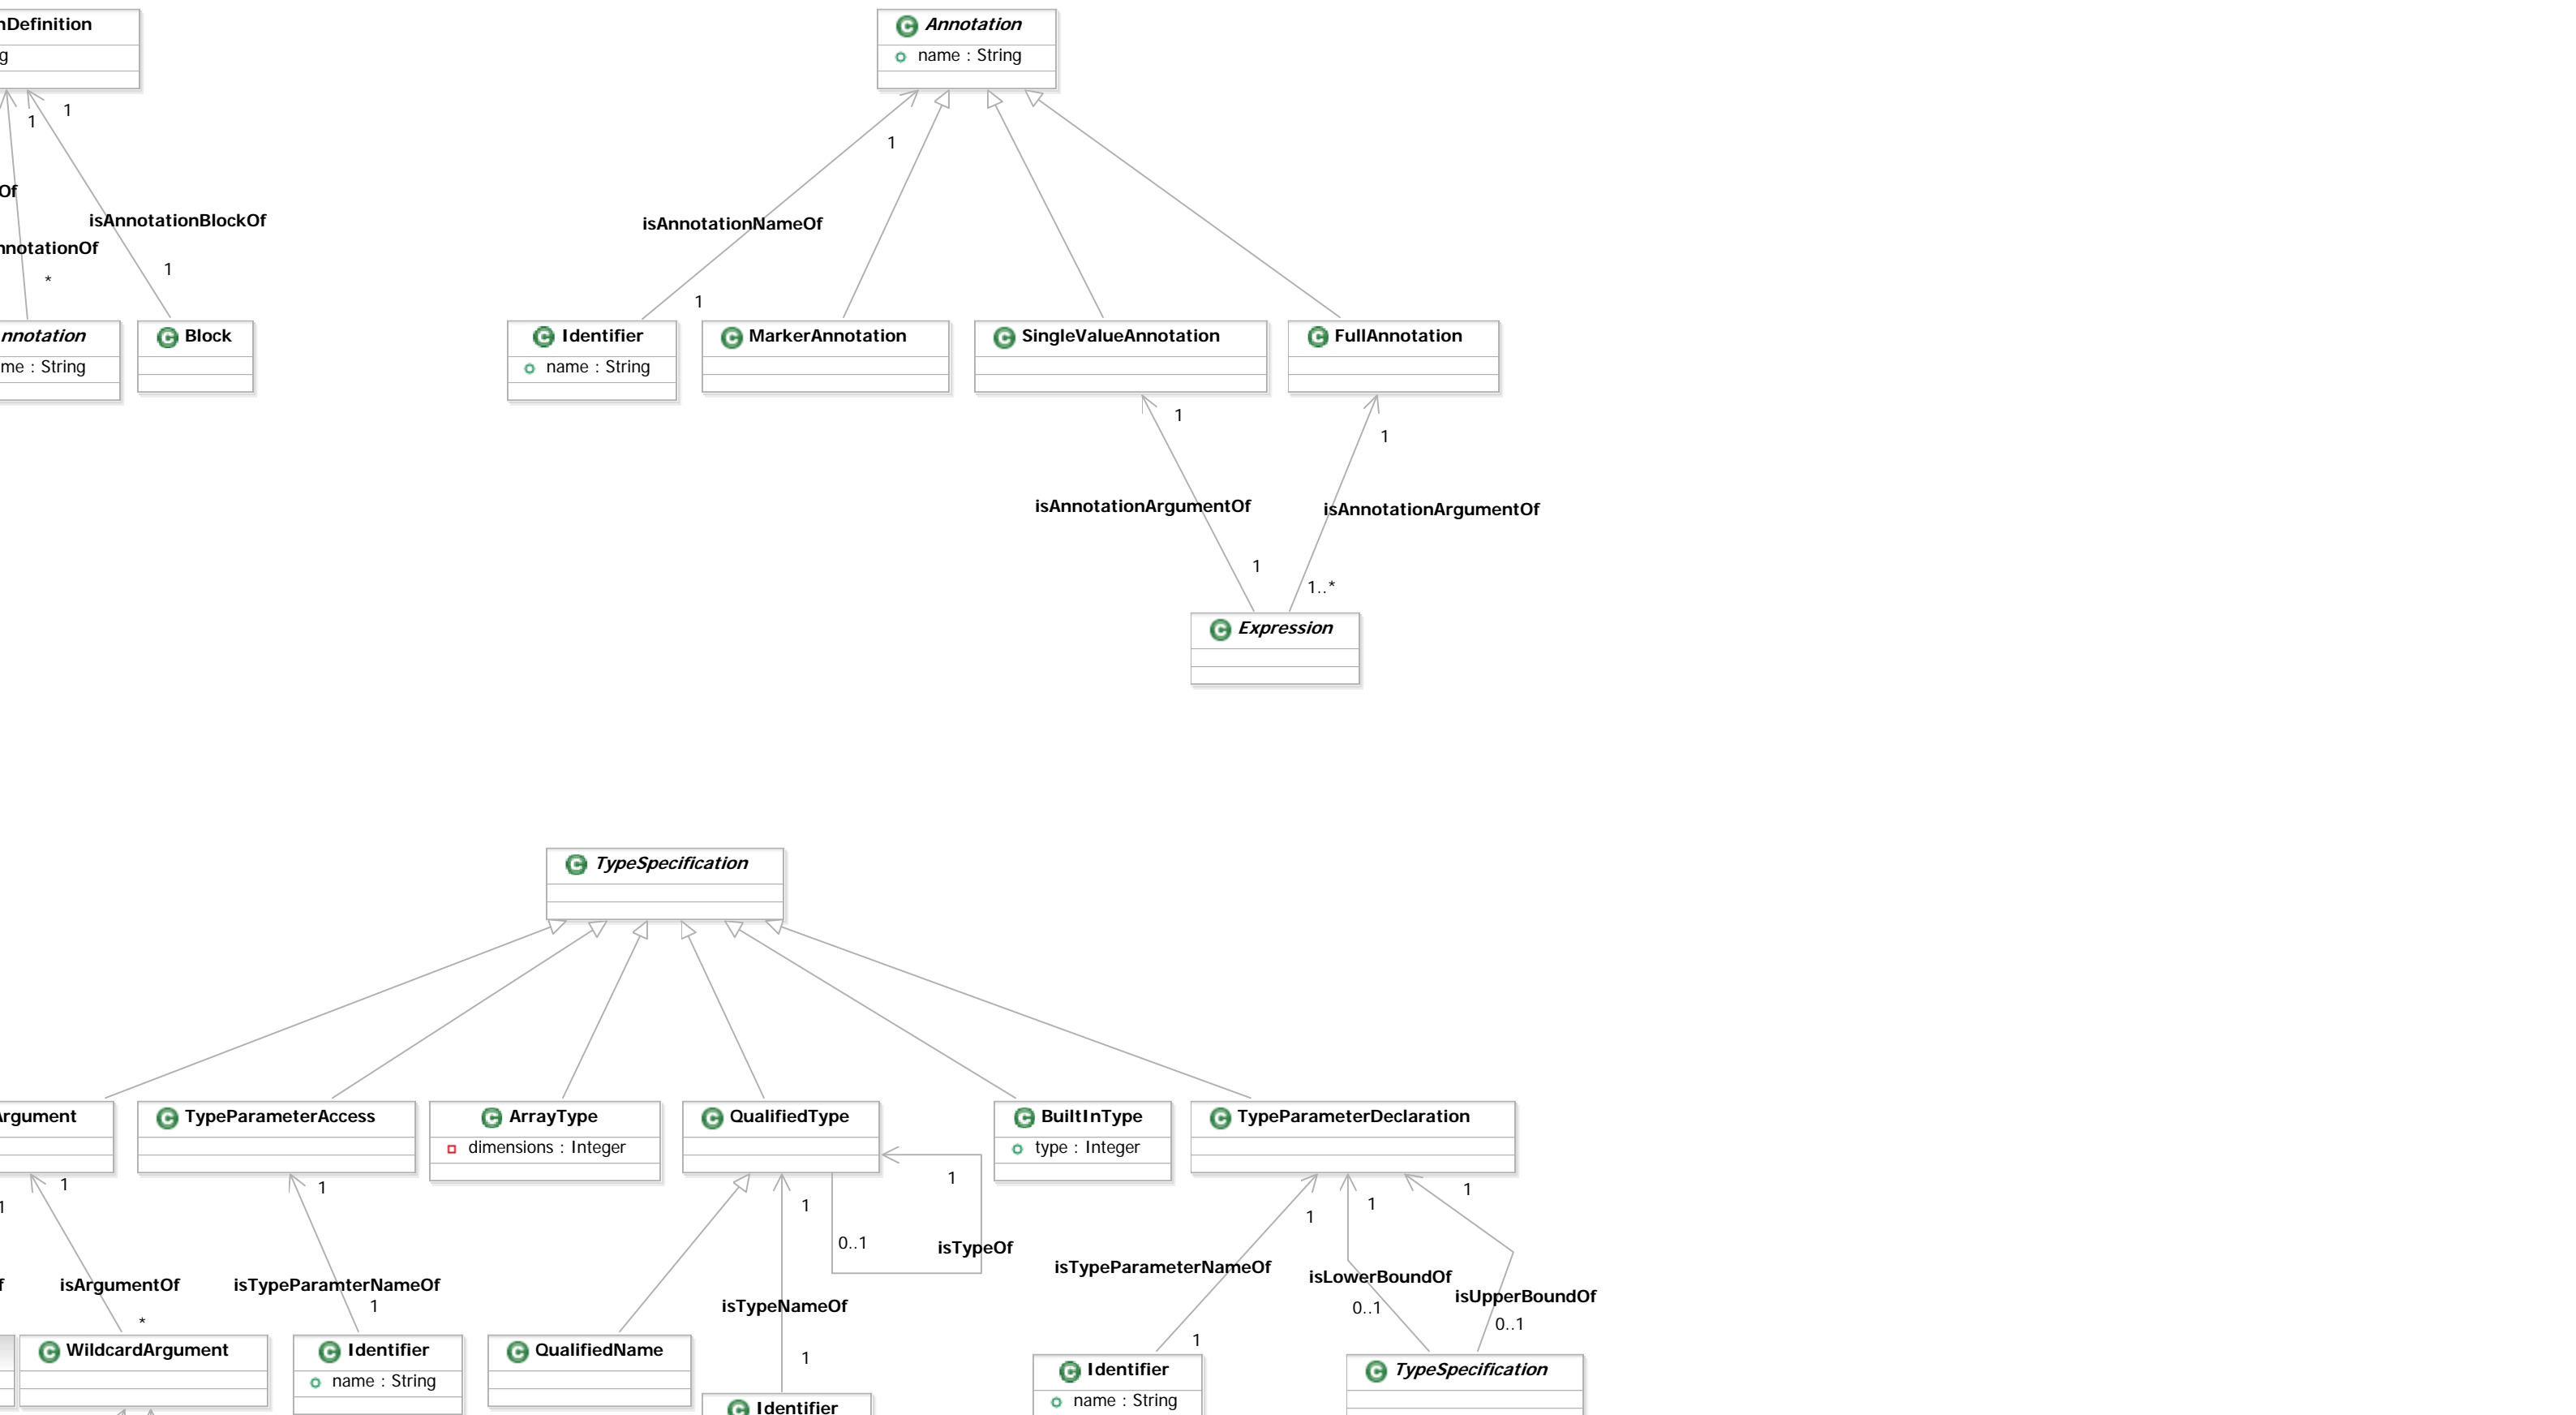 nDefinition
g
1
1
Of
isAnnotationBlockOf
nnotationOf
*
1
nnotation
me : String
Block
Annotation
name : String
1
isAnnotationNameOf
1
Identifier
name : String
MarkerAnnotation
SingleValueAnnotation
FullAnnotation
1
1
isAnnotationArgumentOf
isAnnotationArgumentOf
1
1..*
Expression
TypeSpecification
Argument
TypeParameterAccess
ArrayType
dimensions : Integer
QualifiedType
BuiltInType
type : Integer
TypeParameterDeclaration
1
1
1
1
1
0..1
isTypeOf
1
1
1
f
isArgumentOf
*
isTypeParamterNameOf
1
isTypeNameOf
1
isTypeParameterNameOf
1
isLowerBoundOf
0..1
isUpperBoundOf
0..1
WildcardArgument
Identifier
name : String
QualifiedName
Identifier
Identifier
name : String
TypeSpecification